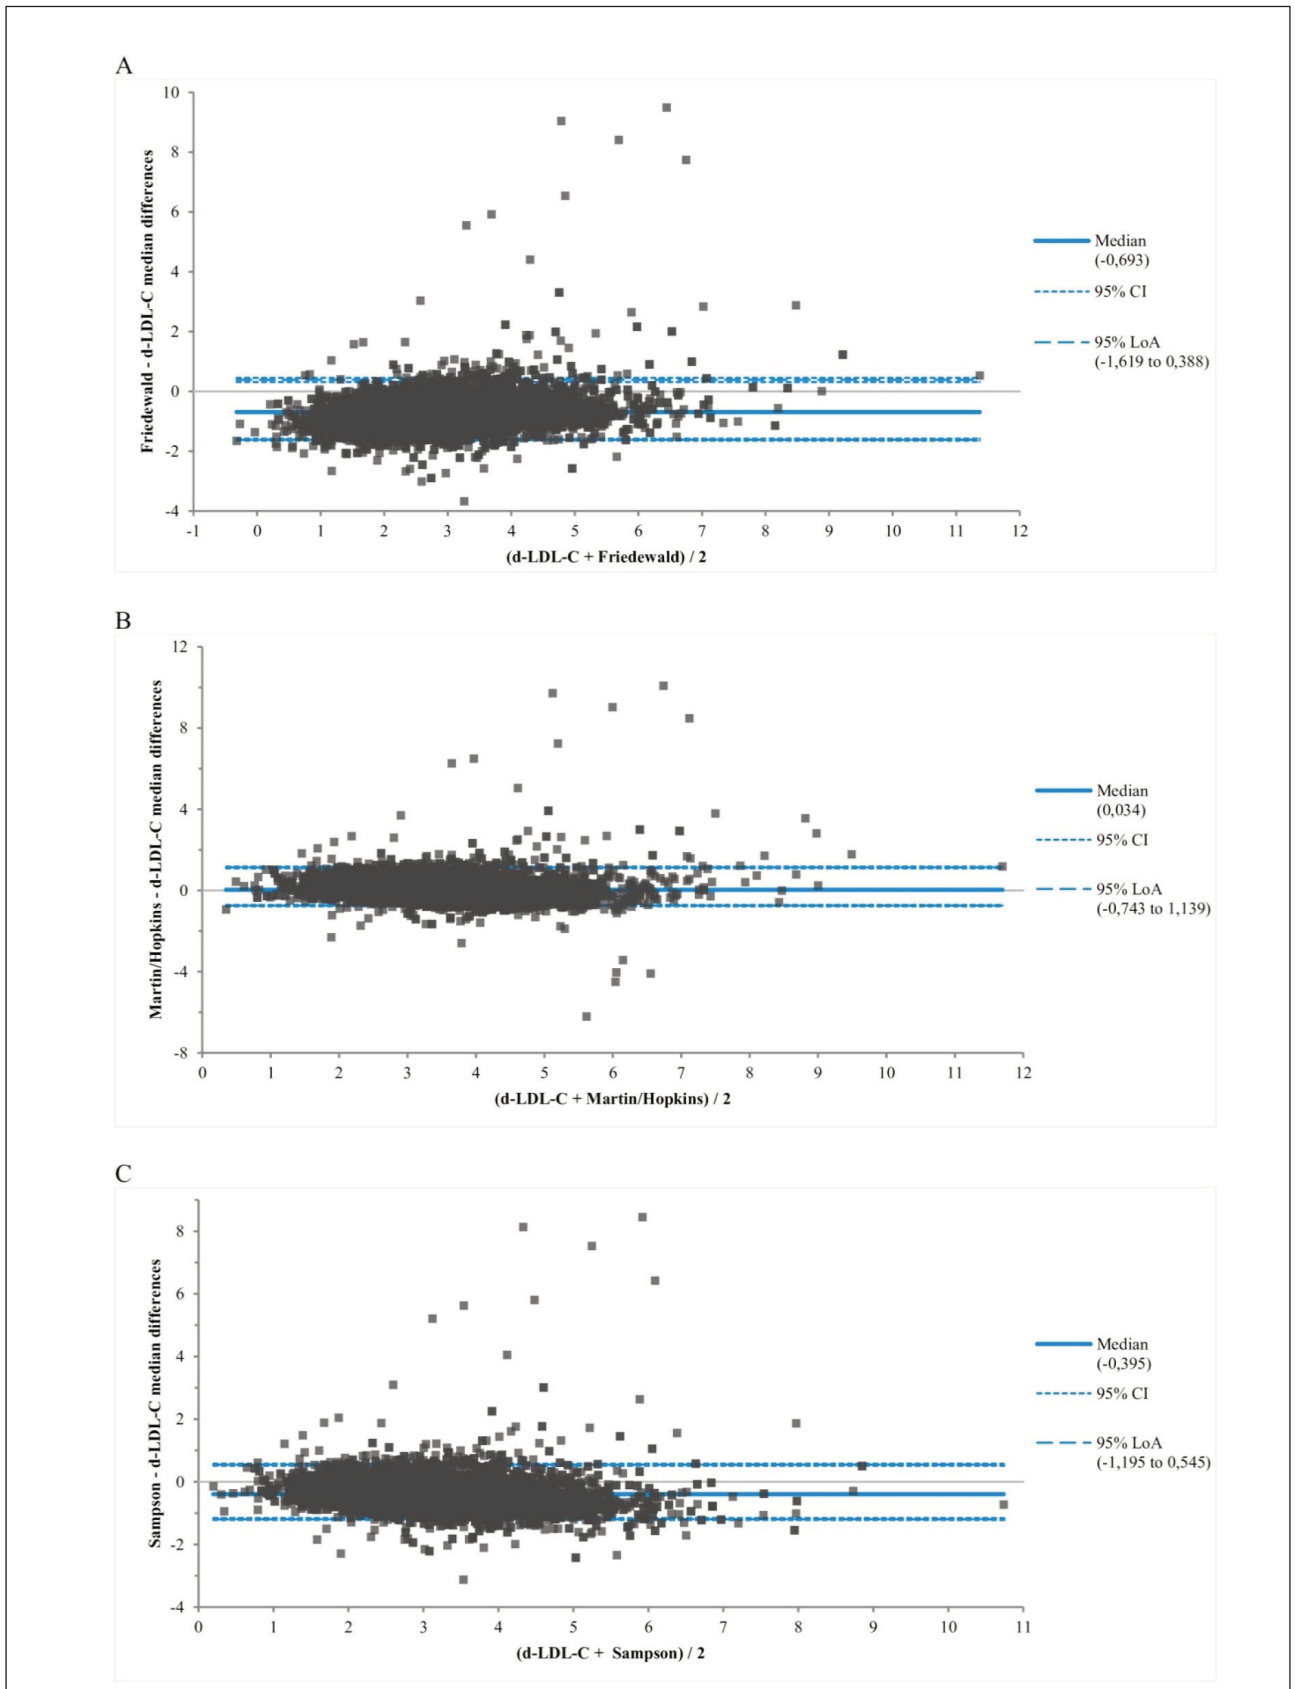 A
Friedewald - d-LDL-C median differences
10
8
6
4
2
0
-2
-4
-1 0 1 2 3 4 5 6 7 8 9 10 11 12
(d-LDL-C + Friedewald) / 2
Median
(-0,693)
95% CI
95% LoA
(-1,619 to 0,388)
B
Martin/Hopkins - d-LDL-C median differences
12
8
4
0
-4
-8
0 1 2 3 4 5 6 7 8 9 10 11 12
(d-LDL-C + Martin/Hopkins) / 2
Median
(0,034)
95% CI
95% LoA
(-0,743 to 1,139)
C
Sampson - d-LDL-C median differences
8
6
4
2
0
-2
-4
0 1 2 3 4 5 6 7 8 9 10 11
(d-LDL-C + Sampson) / 2
Median
(-0,395)
95% CI
95% LoA
(-1,195 to 0,545)